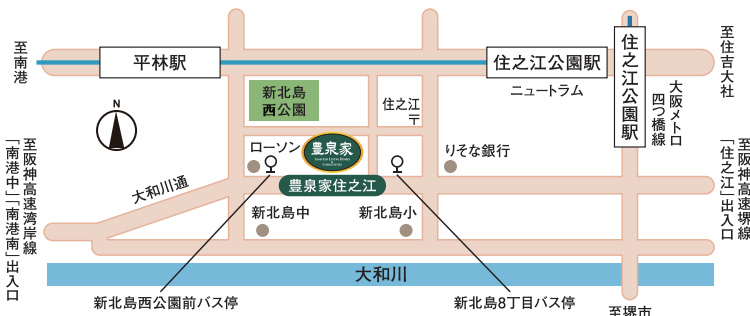 至南港
平林駅
住之江公園駅
ニュートラム
住之江公園駅
大阪メトロ
四つ橋線
至住吉大社
新北島
西公園
住之江
〒
N
ローソン
豊泉家
りそな銀行
豊泉家住之江
大和川通
新北島中
新北島小
至阪神高速湾岸線
「南港中」「南港南」出入口
至阪神高速堺線
「住之江」出入口
大和川
新北島西公園前バス停
新北島8丁目バス停
至堺市